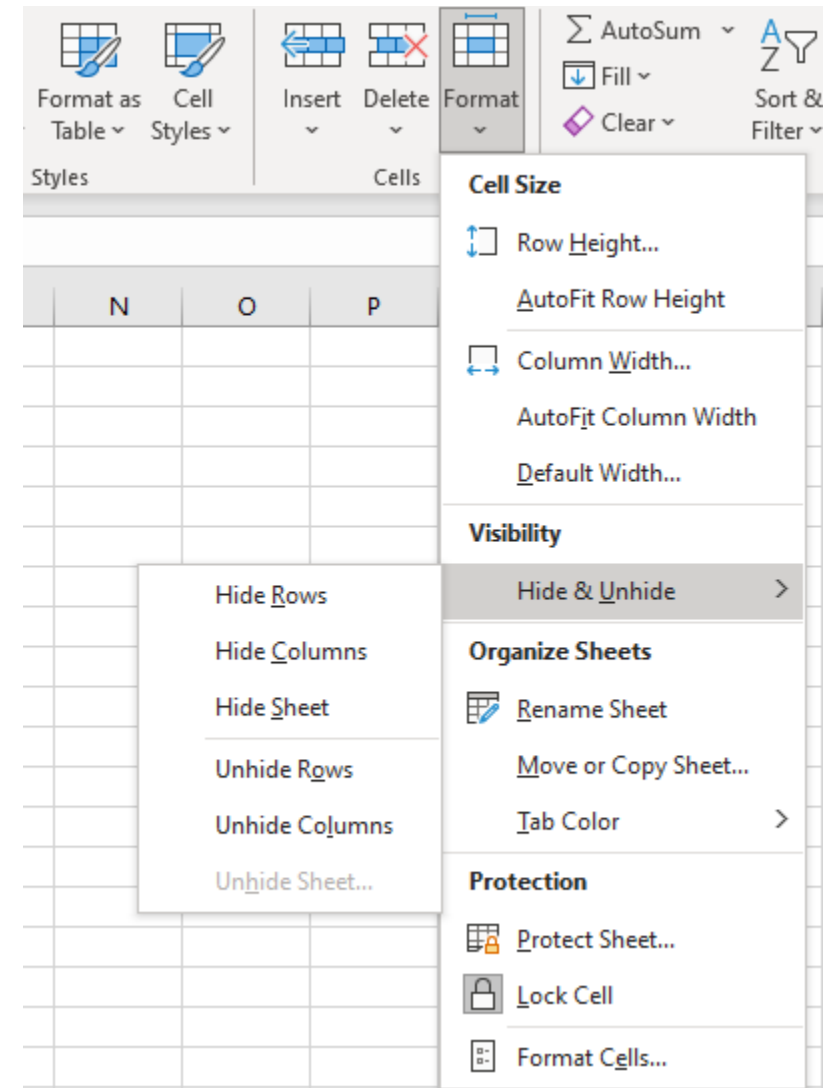 AutoSum
Format as
Table
Cell
Styles
Insert
Delete
Format
Fill
Clear
A
Z
Sort &
Filter
Styles
Cells
N
O
P
Cell Size
Row Height...
AutoFit Row Height
Column Width...
AutoFit Column Width
Default Width...
Visibility
Hide & Unhide
Hide Rows
Hide Columns
Hide Sheet
Unhide Rows
Unhide Columns
Unhide Sheet...
Organize Sheets
Rename Sheet
Move or Copy Sheet...
Tab Color
Protection
Protect Sheet...
Lock Cell
Format Cells...